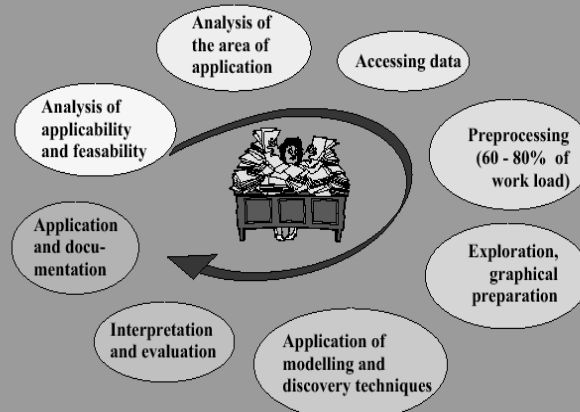 Analysis of
applicability
and feasability
Analysis of
the area of
application
Accessing data
Preprocessing
(60 - 80% of
work load)
Exploration,
graphical
preparation
Application of
modelling and
discovery techniques
Interpretation
and evaluation
Application
and docu-
mentation